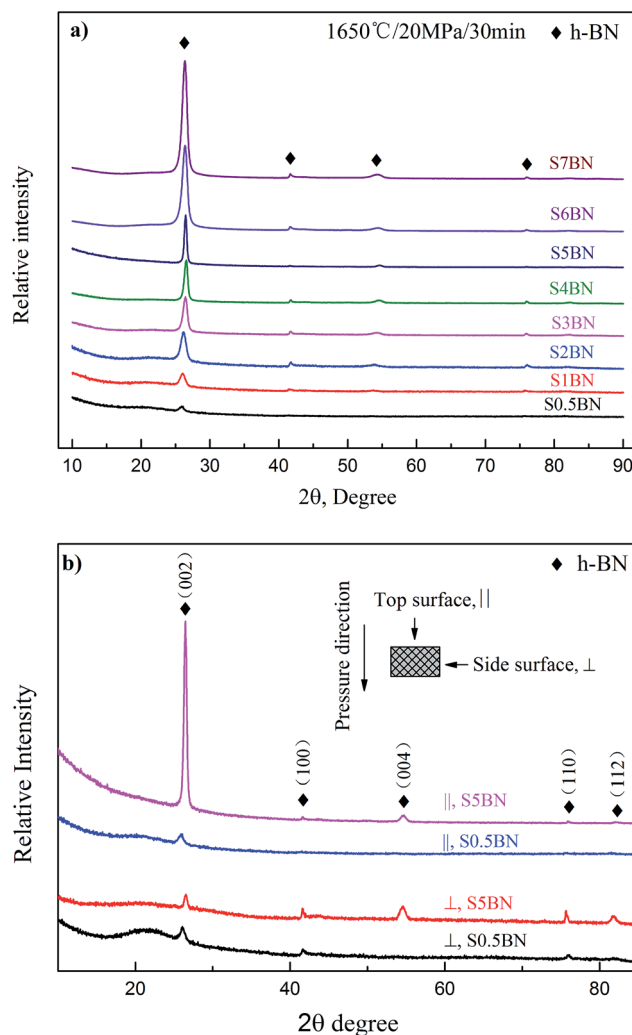 a)
1650℃/20MPa/30min ◆ h-BN
Relative intensity
S7BN
S6BN
S5BN
S4BN
S3BN
S2BN
S1BN
S0.5BN
10 20 30 40 50 60 70 80 90
2θ, Degree
b)
◆ h-BN
(002)
Pressure direction
Top surface, ||
Side surface, ⊥
Relative Intensity
(100)
(004)
(110)
(112)
||, S5BN
||, S0.5BN
⊥, S5BN
⊥, S0.5BN
20 40 60 80
2θ degree